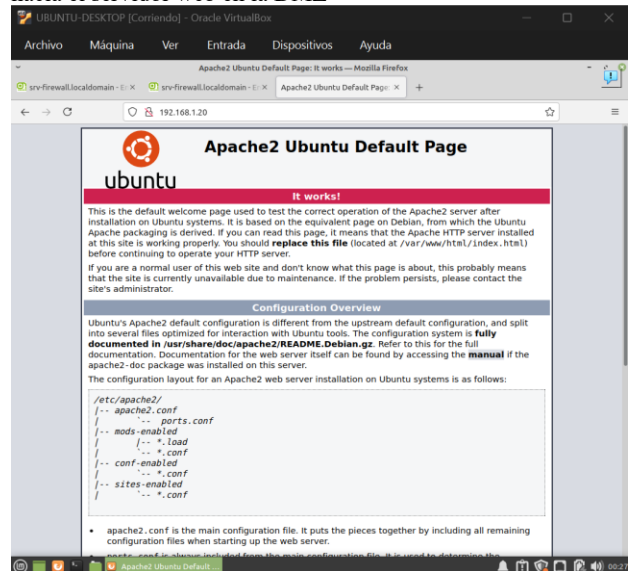 UBUNTU-DESKTOP [Corriendo] - Oracle VirtualBox
Archivo Máquina Ver Entrada Dispositivos Ayuda
Apache2 Ubuntu Default Page: It works — Mozilla Firefox
srv-firewall.localdomain - E srv-firewall.localdomain - E Apache2 Ubuntu Default Page:
192.168.1.20
ubuntu
Apache2 Ubuntu Default Page
It works!
This is the default welcome page used to test the correct operation of the Apache2 server after
installation on Ubuntu systems. It is based on the equivalent page on Debian, from which the Ubuntu
Apache packaging is derived. If you can read this page, it means that the Apache HTTP server installed
at this site is working properly. You should replace this file (located at /var/www/html/index.html)
before continuing to operate your HTTP server.
If you are a normal user of this web site and don't know what this page is about, this probably means
that the site is currently unavailable due to maintenance. If the problem persists, please contact the
site's administrator.
Configuration Overview
Ubuntu's Apache2 default configuration is different from the upstream default configuration, and split
into several files optimized for interaction with Ubuntu tools. The configuration system is fully
documented in /usr/share/doc/apache2/README.Debian.gz. Refer to this for the full
documentation. Documentation for the web server itself can be found by accessing the manual if the
apache2-doc package was installed on this server.
The configuration layout for an Apache2 web server installation on Ubuntu systems is as follows:
/etc/apache2/
|-- apache2.conf
| `-- ports.conf
|-- mods-enabled
| |-- *.load
| `-- *.conf
|-- conf-enabled
| `-- *.conf
|-- sites-enabled
| `-- *.conf
• apache2.conf is the main configuration file. It puts the pieces together by including all remaining
configuration files when starting up the web server.
Apache2 Ubuntu Default ...
00:27